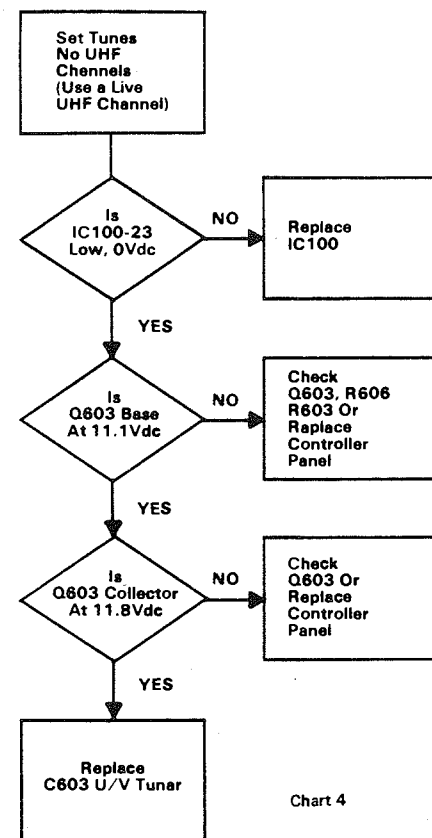 Set Tunes
No UHF
Chennels
(Use a Live
UHF Channel)
Is
IC100-23
Low, 0Vdc
NO
Replace
IC100
YES
Is
Q603 Base
At 11.1Vdc
NO
Check
Q603, R606
R603 Or
Raplace
Controller
Panel
YES
Is
Q603 Collector
At 11.8Vdc
NO
Check
Q603 Or
Replace
Controller
Panel
YES
Replace
C603 U/V Tunar
Chart 4